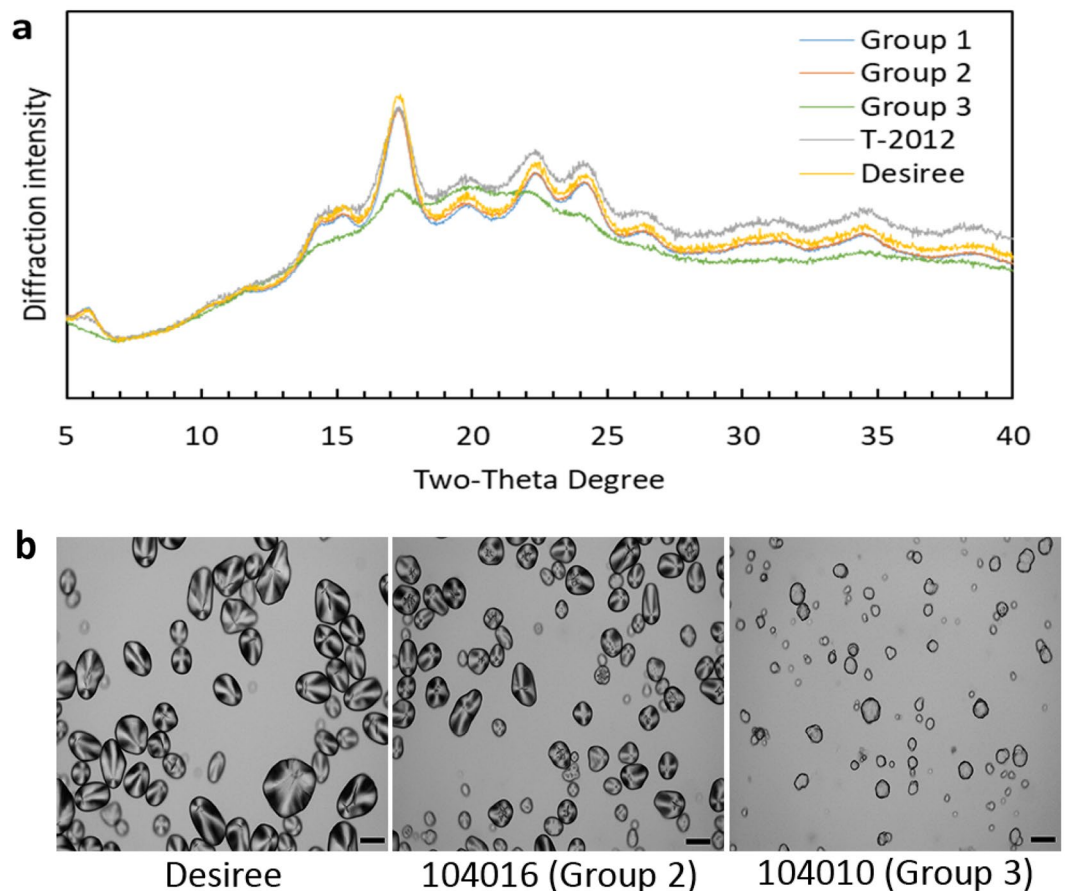 a
Diffraction intensity
Group 1
Group 2
Group 3
T-2012
Desiree
5 10 15 20 25 30 35 40
Two-Theta Degree
b
Desiree 104016 (Group 2) 104010 (Group 3)